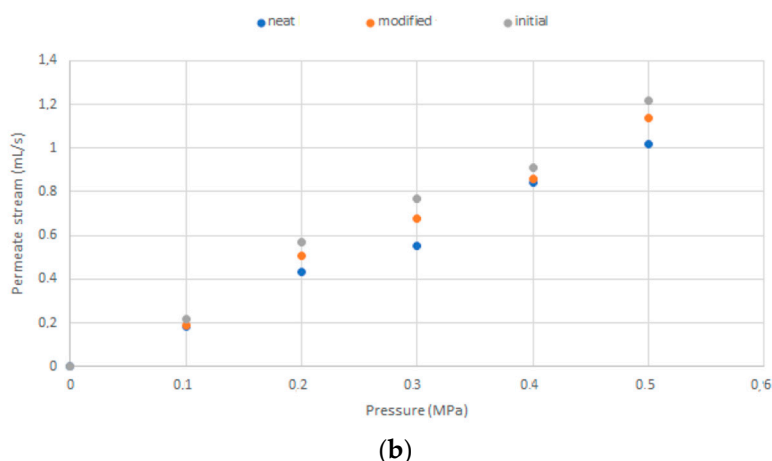 neat modified initial
1,4
1,2
1
0.8
0.6
0.4
0.2
0
Permeate stream (mL/s)
0 0.1 0.2 0.3 0.4 0.5 0,6
Pressure (MPa)
(b)